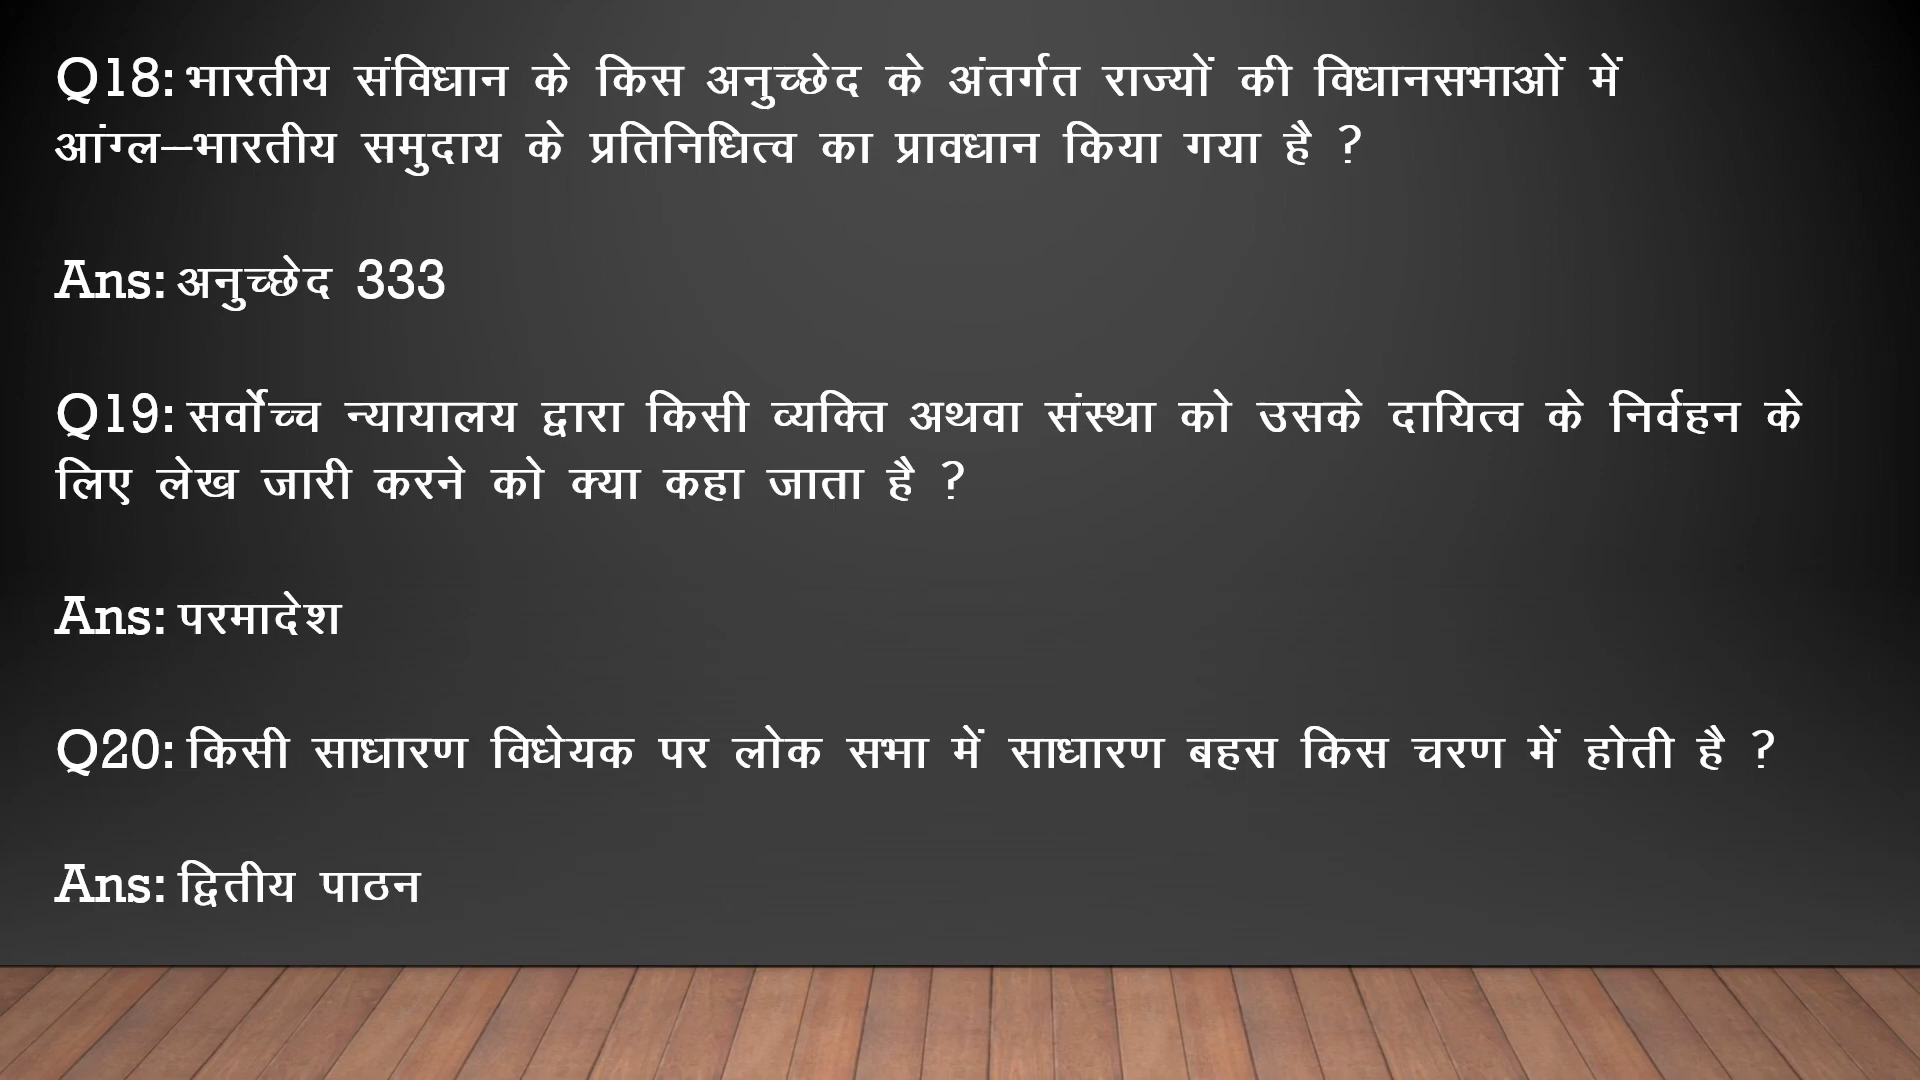 Q18: भारतीय संविधान के किस अनुच्छेद के अंतर्गत राज्यों की विधानसभाओं में
आंग्ल–भारतीय समुदाय के प्रतिनिधित्व का प्रावधान किया गया है ?
Ans: अनुच्छेद 333
Q19: सर्वोच्च न्यायालय द्वारा किसी व्यक्ति अथवा संस्था को उसके दायित्व के निर्वहन के
लिए लेख जारी करने को क्या कहा जाता है ?
Ans: परमादेश
Q20: किसी साधारण विधेयक पर लोक सभा में साधारण बहस किस चरण में होती है ?
Ans: द्वितीय पाठन